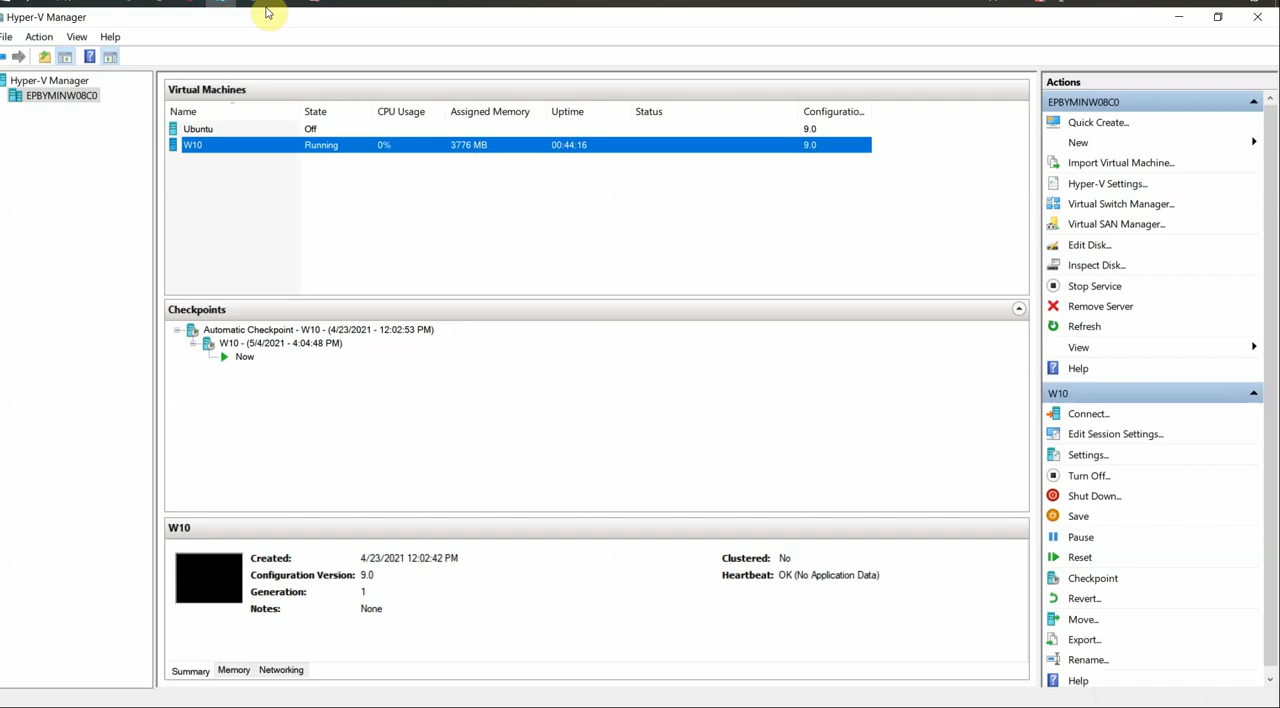 Hyper-V Manager
File Action View Help
Hyper-V Manager
EPBYMINW08C0
Virtual Machines
Name State CPU Usage Assigned Memory Uptime Status Configuratio...
Ubuntu Off 9.0
W10 Running 0% 3776 MB 00:44:16 9.0
Checkpoints
Automatic Checkpoint - W10 - (4/23/2021 - 12:02:53 PM)
W10 - (5/4/2021 - 4:04:48 PM)
Now
W10
Created: 4/23/2021 12:02:42 PM Clustered: No
Configuration Version: 9.0 Heartbeat: OK (No Application Data)
Generation: 1
Notes: None
Summary Memory Networking
Actions
EPBYMINW08C0
Quick Create...
New
Import Virtual Machine...
Hyper-V Settings...
Virtual Switch Manager...
Virtual SAN Manager...
Edit Disk...
Inspect Disk...
Stop Service
Remove Server
Refresh
View
Help
W10
Connect...
Edit Session Settings...
Settings...
Turn Off...
Shut Down...
Save
Pause
Reset
Checkpoint
Revert...
Move...
Export...
Rename...
Help